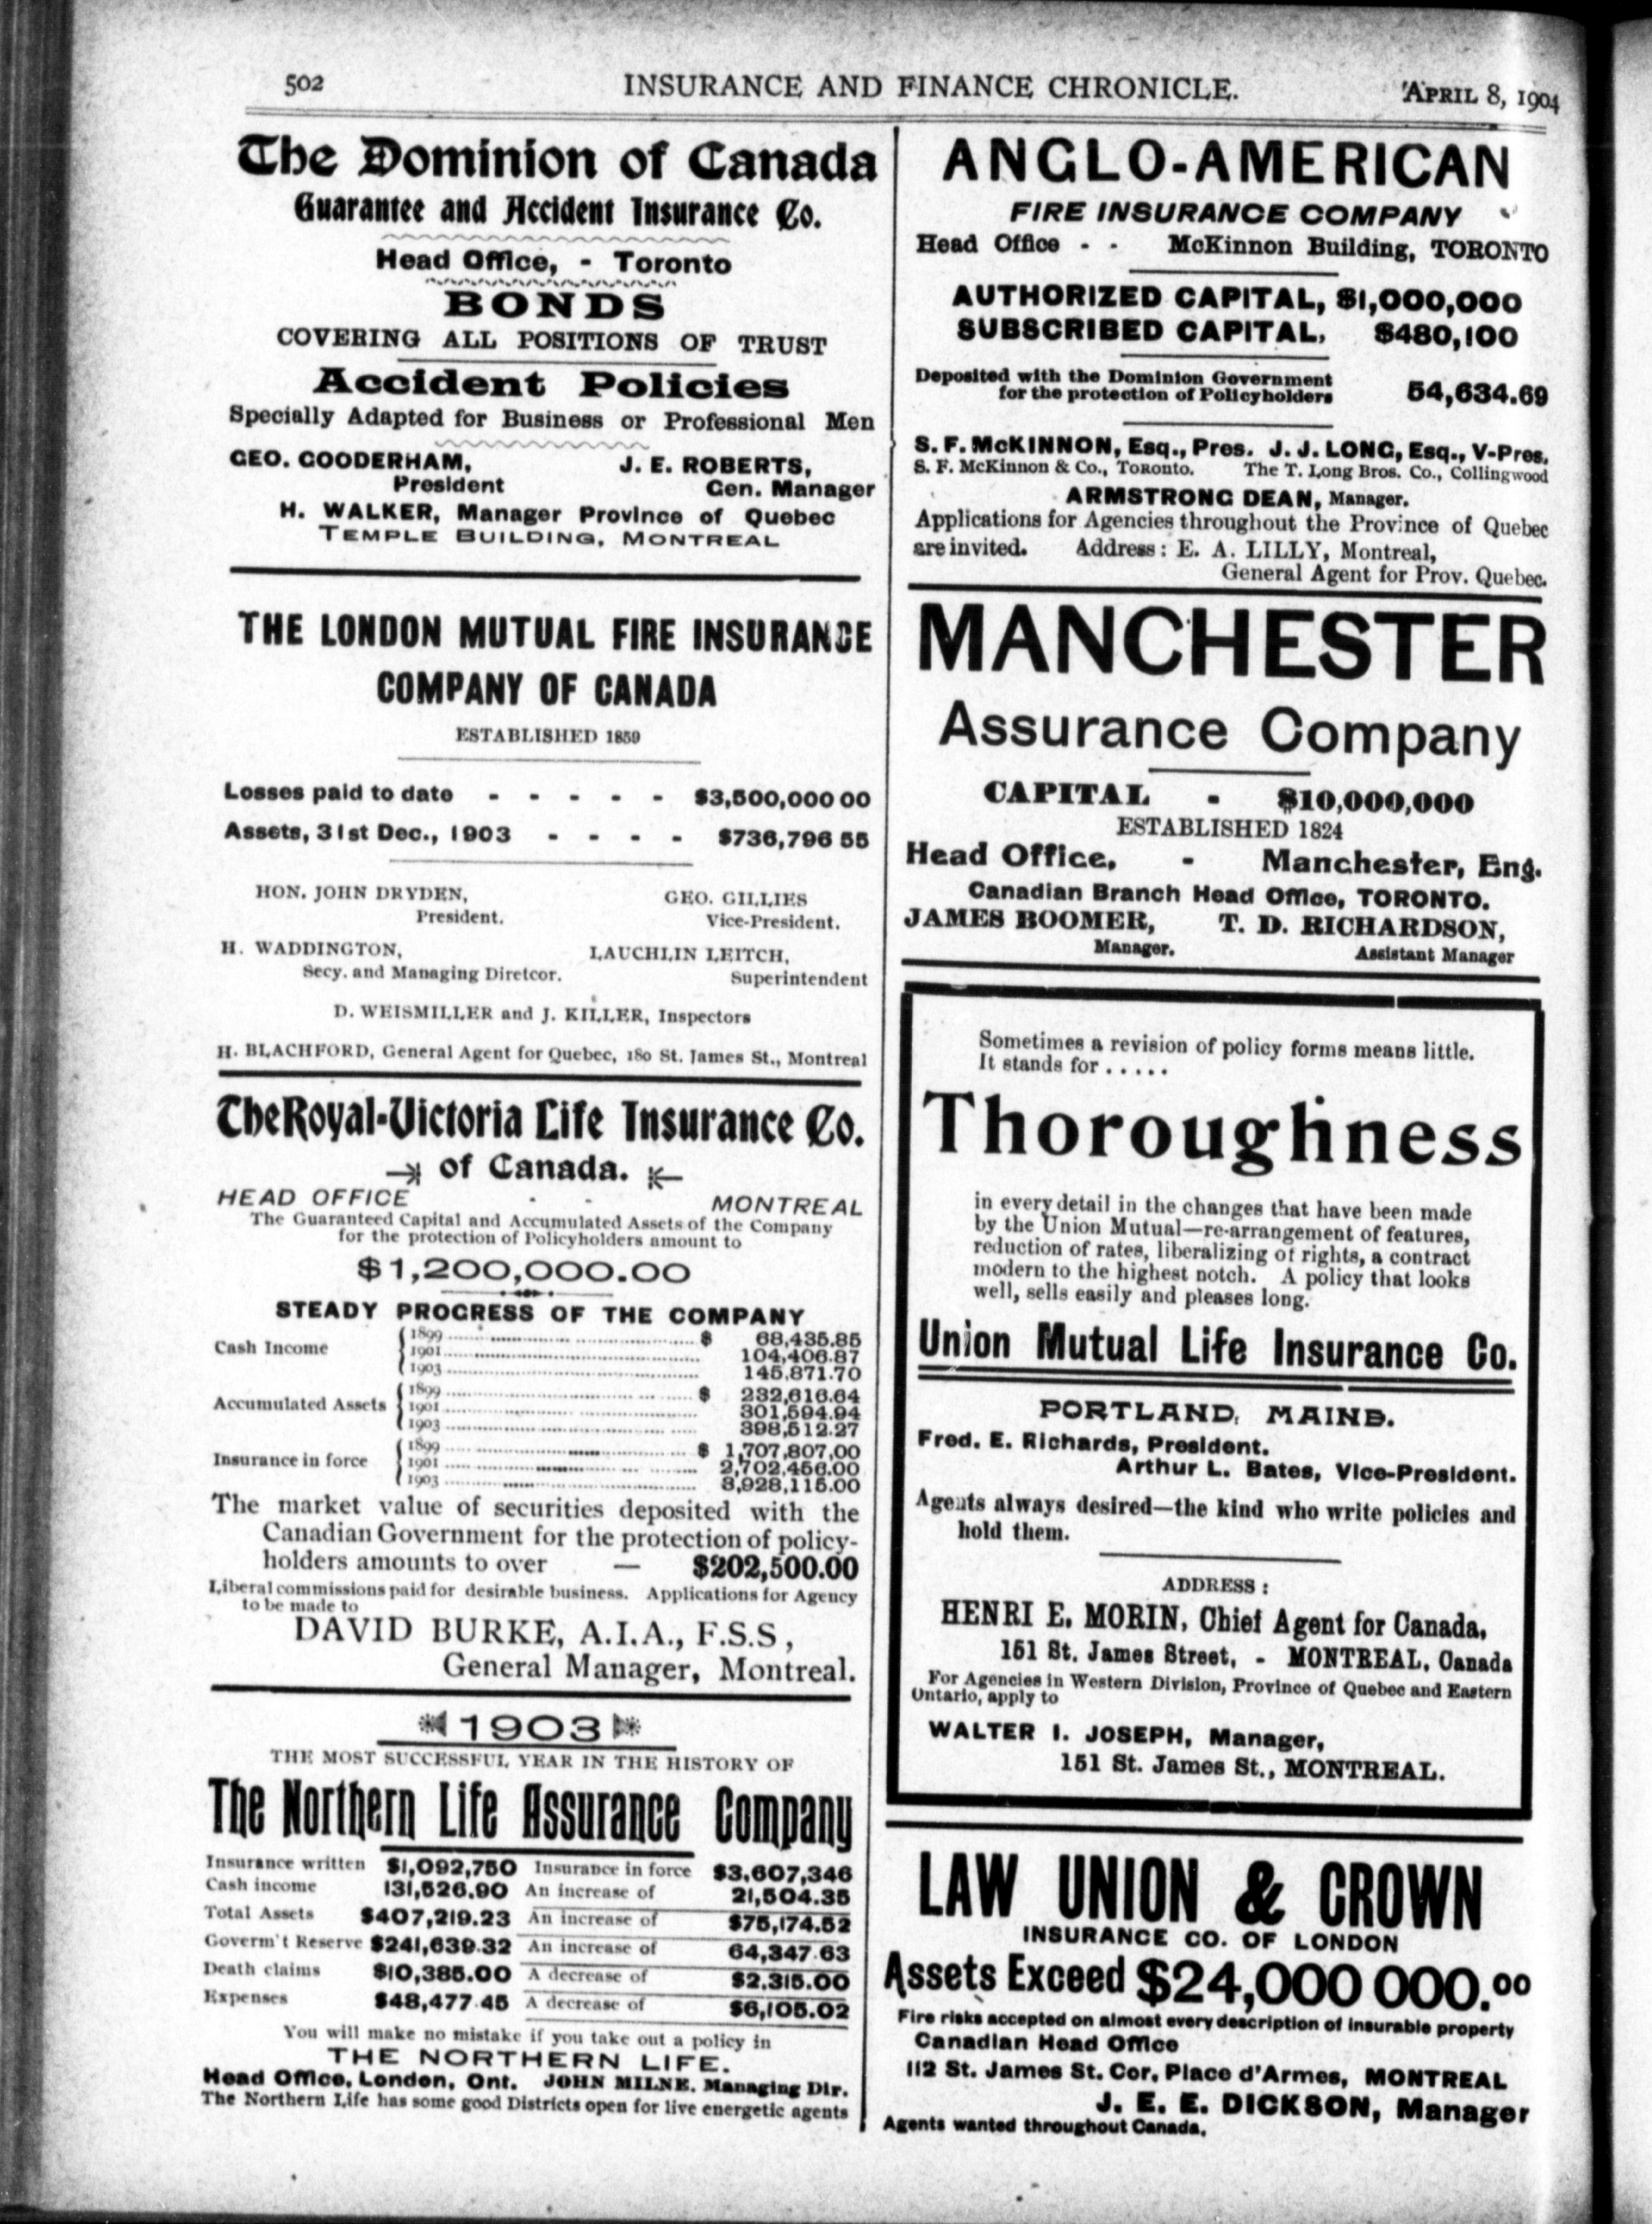 502
INSURANCE AND FINANCE CHRONICLE.
APRIL 8, 1904
The Dominion of Canada
Guarantee and Accident Insurance Co.
Head Office, - Toronto
BONDS
COVERING ALL POSITIONS OF TRUST
Accident Policies
Specially Adapted for Business or Professional Men
GEO. GOODERHAM, J. E. ROBERTS,
President Gen. Manager
H. WALKER, Manager Province of Quebec
TEMPLE BUILDING, MONTREAL
THE LONDON MUTUAL FIRE INSURANCE
COMPANY OF CANADA
ESTABLISHED 1859
Losses paid to date - - - - - $3,500,000 00
Assets, 31st Dec., 1903 - - - - $736,796 55
HON. JOHN DRYDEN, GEO. GILLIES
President. Vice-President.
H. WADDINGTON, LAUCHLIN LEITCH,
Secy. and Managing Diretcor. Superintendent
D. WEISMILLER and J. KILLER, Inspectors
H. BLACHFORD, General Agent for Quebec, 180 St. James St., Montreal
The Royal-Victoria Life Insurance Co.
of Canada.
HEAD OFFICE - - MONTREAL
The Guaranteed Capital and Accumulated Assets of the Company
for the protection of Policyholders amount to
$1,200,000.00
STEADY PROGRESS OF THE COMPANY
1899 ........ $ 68,435.85
Cash Income 1901 ........ 104,406.87
1903 ........ 145,871.70
1899 ........ $ 232,616.64
Accumulated Assets 1901 ........ 301,594.94
1903 ........ 398,512.27
1899 ........ $ 1,707,807,00
Insurance in force 1901 ........ 2,702,456.00
1903 ........ 3,928,115.00
The market value of securities deposited with the
Canadian Government for the protection of policy-
holders amounts to over — $202,500.00
Liberal commissions paid for desirable business. Applications for Agency
to be made to
DAVID BURKE, A.I.A., F.S.S,
General Manager, Montreal.
1903
THE MOST SUCCESSFUL YEAR IN THE HISTORY OF
The Northern Life Assurance Company
Insurance written $1,092,750 Insurance in force $3,607,346
Cash income 131,526.90 An increase of 21,504.35
Total Assets $407,219.23 An increase of $75,174.52
Goverm't Reserve $241,639.32 An increase of 64,347.63
Death claims $10,385.00 A decrease of $2,315.00
Expenses $48,477.45 A decrease of $6,105.02
You will make no mistake if you take out a policy in
THE NORTHERN LIFE.
Head Office, London, Ont. JOHN MILNE, Managing Dir.
The Northern Life has some good Districts open for live energetic agents
ANGLO-AMERICAN
FIRE INSURANCE COMPANY
Head Office - - McKinnon Building, TORONTO
AUTHORIZED CAPITAL, $1,000,000
SUBSCRIBED CAPITAL, $480,100
Deposited with the Dominion Government
for the protection of Policyholders 54,634.69
S. F. McKINNON, Esq., Pres. J. J. LONG, Esq., V-Pres.
S. F. McKinnon & Co., Toronto. The T. Long Bros. Co., Collingwood
ARMSTRONG DEAN, Manager.
Applications for Agencies throughout the Province of Quebec
are invited. Address: E. A. LILLY, Montreal,
General Agent for Prov. Quebec.
MANCHESTER
Assurance Company
CAPITAL - $10,000,000
ESTABLISHED 1824
Head Office, - Manchester, Eng.
Canadian Branch Head Office, TORONTO.
JAMES BOOMER, T. D. RICHARDSON,
Manager. Assistant Manager
Sometimes a revision of policy forms means little.
It stands for . . . . .
Thoroughness
in every detail in the changes that have been made
by the Union Mutual—re-arrangement of features,
reduction of rates, liberalizing of rights, a contract
modern to the highest notch. A policy that looks
well, sells easily and pleases long.
Union Mutual Life Insurance Co.
PORTLAND, MAINE.
Fred. E. Richards, President.
Arthur L. Bates, Vice-President.
Agents always desired—the kind who write policies and
hold them.
ADDRESS :
HENRI E. MORIN, Chief Agent for Canada,
151 St. James Street, - MONTREAL, Canada
For Agencies in Western Division, Province of Quebec and Eastern
Ontario, apply to
WALTER I. JOSEPH, Manager,
151 St. James St., MONTREAL.
LAW UNION & CROWN
INSURANCE CO. OF LONDON
Assets Exceed $24,000 000.00
Fire risks accepted on almost every description of insurable property
Canadian Head Office
112 St. James St. Cor. Place d'Armes, MONTREAL
J. E. E. DICKSON, Manager
Agents wanted throughout Canada.